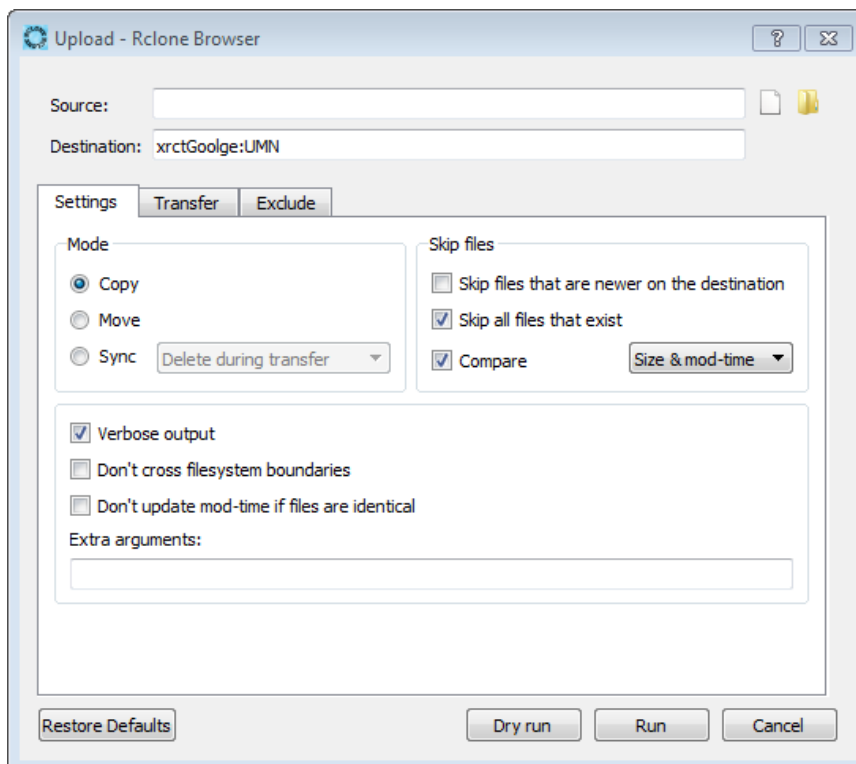 Upload - Rclone Browser
Source:
Destination: xrctGoolge:UMN
Settings Transfer Exclude
Mode
Copy
Move
Sync Delete during transfer
Skip files
Skip files that are newer on the destination
Skip all files that exist
Compare Size & mod-time
Verbose output
Don't cross filesystem boundaries
Don't update mod-time if files are identical
Extra arguments:
Restore Defaults Dry run Run Cancel